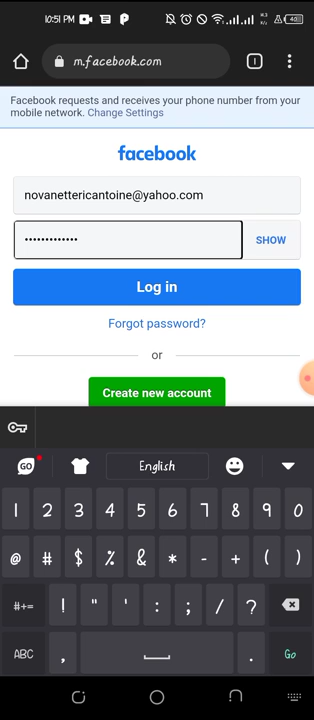 10:51 PM
m.facebook.com
Facebook requests and receives your phone number from your
mobile network. Change Settings
facebook
novanettericantoine@yahoo.com
••••••••••••• SHOW
Log in
Forgot password?
or
Create new account
GO English
1 2 3 4 5 6 7 8 9 0
@ # $ % & * - + ( )
#+= ! " ' : ; / ?
ABC , . Go